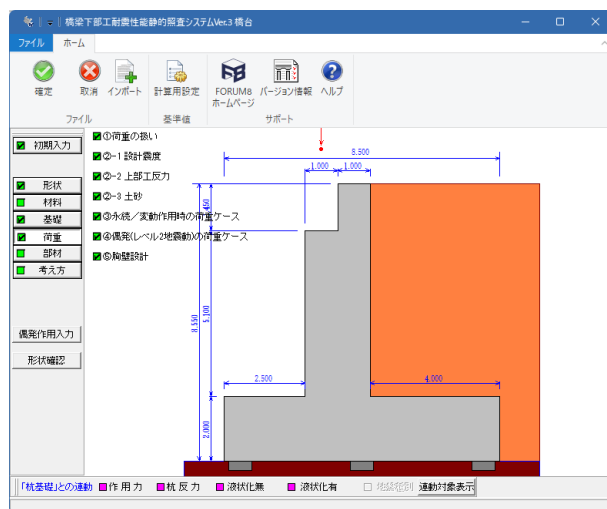 橋梁下部工耐震性能静的照査システムVer.3 橋台
ファイル ホーム
確定 取消 インポート 計算用設定 FORUM8 ホームページ バージョン情報 ヘルプ
ファイル 基準値 サポート
初期入力
形状
材料
基礎
荷重
部材
考え方
偶発作用入力
形状確認
①荷重の扱い
②-1 設計震度
②-2 上部工反力
②-3 土砂
③永続/変動作用時の荷重ケース
④偶発(レベル2地震動)の荷重ケース
⑤胸壁設計
8.500
1.000 1.000
1.450
5.100
8.550
2.500 4.000
2.000
「杭基礎」との連動 作用力 杭反力 液状化無 液状化有 地盤種別 連動対象表示